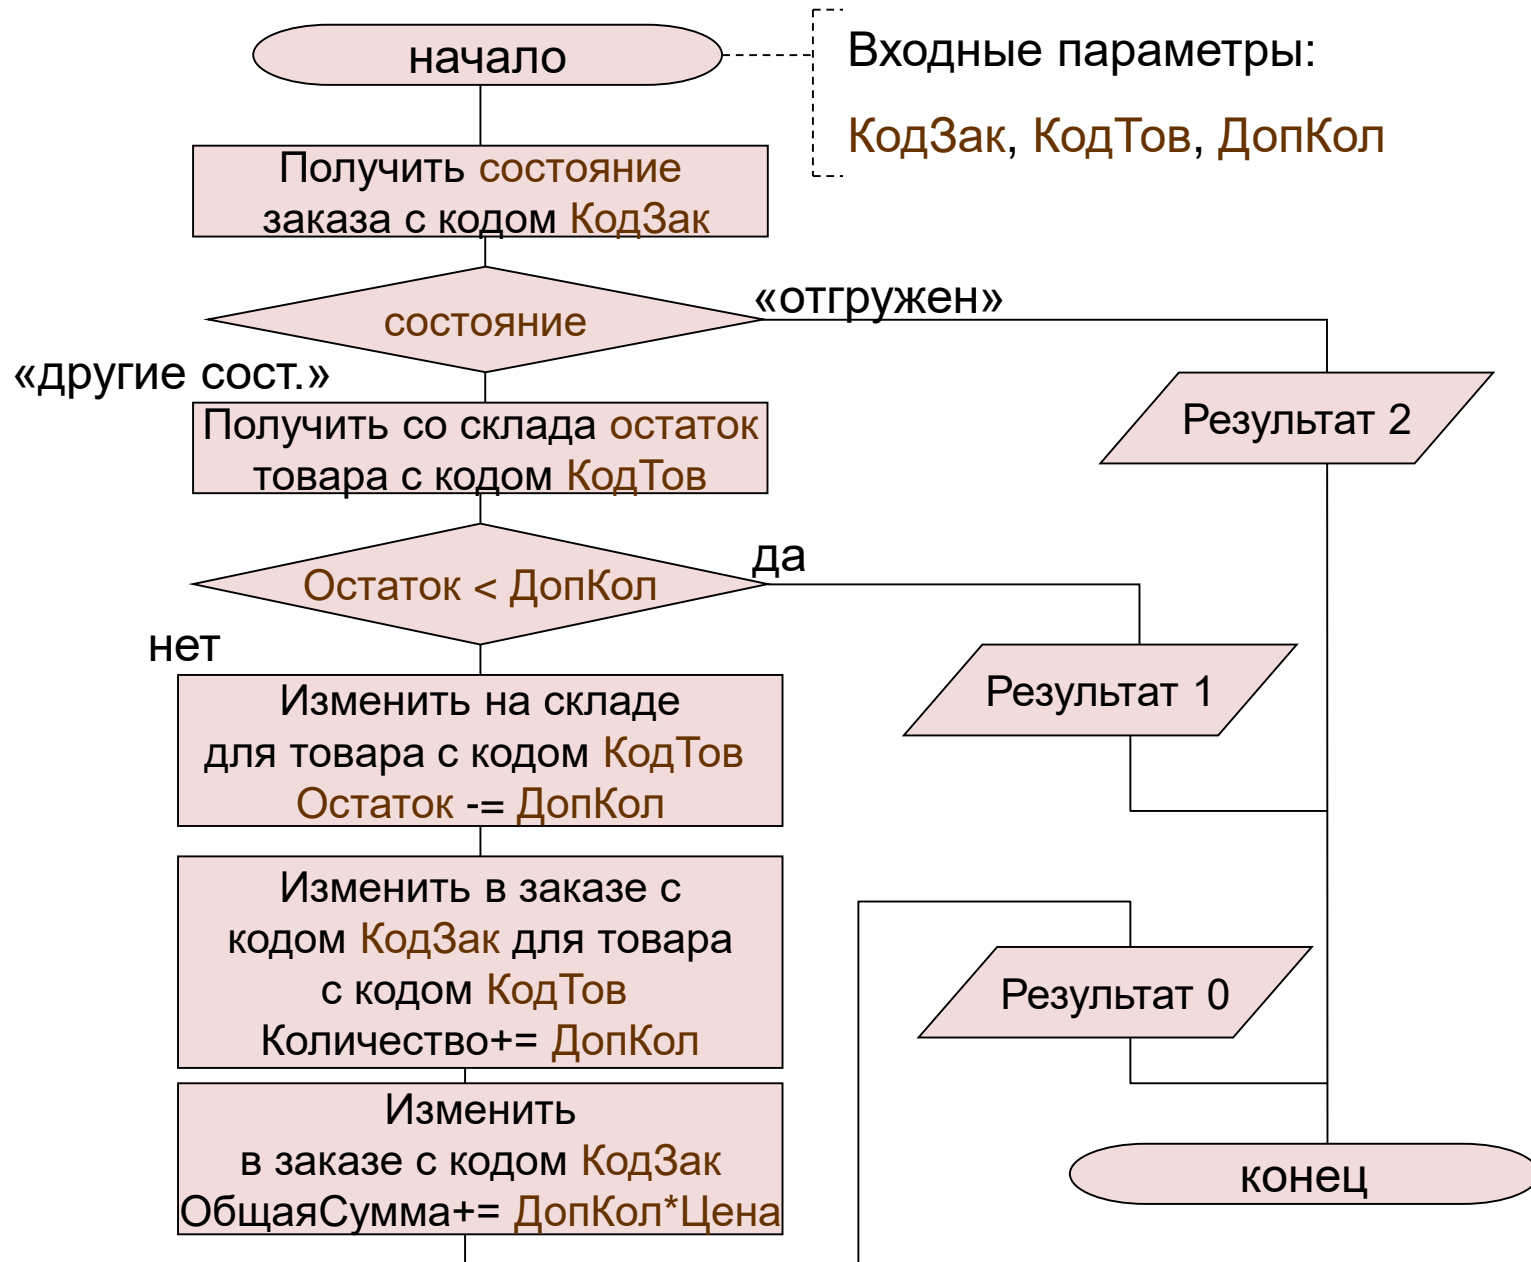 начало
Входные параметры:
КодЗак, КодТов, ДопКол
Получить состояние
заказа с кодом КодЗак
состояние
«отгружен»
«другие сост.»
Результат 2
Получить со склада остаток
товара с кодом КодТов
Остаток < ДопКол
да
нет
Результат 1
Изменить на складе
для товара с кодом КодТов
Остаток -= ДопКол
Изменить в заказе с
кодом КодЗак для товара
с кодом КодТов
Количество+= ДопКол
Результат 0
Изменить
в заказе с кодом КодЗак
ОбщаяСумма+= ДопКол*Цена
конец